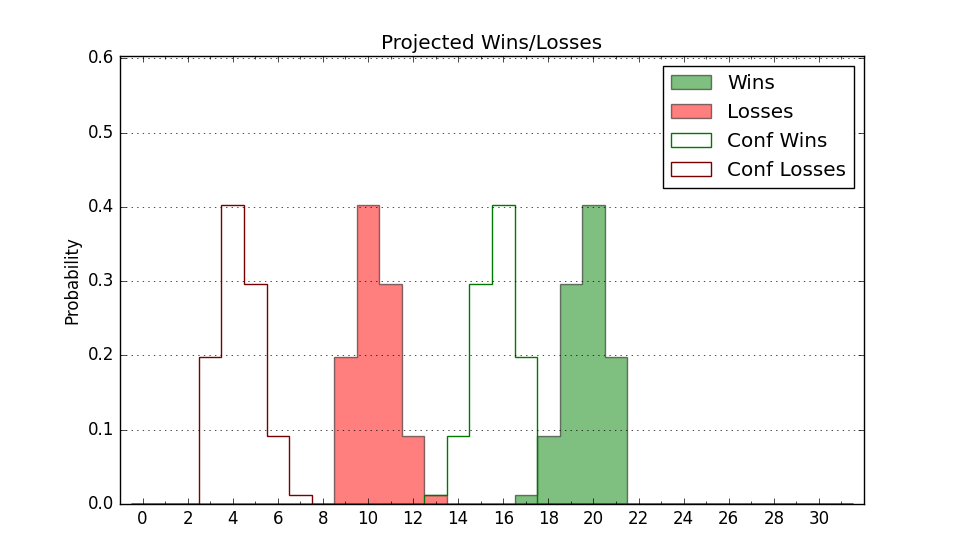 Projected Wins/Losses
0.6
0.5
0.4
0.3
0.2
0.1
0.0
Probability
Wins
Losses
Conf Wins
Conf Losses
0 2 4 6 8 10 12 14 16 18 20 22 24 26 28 30